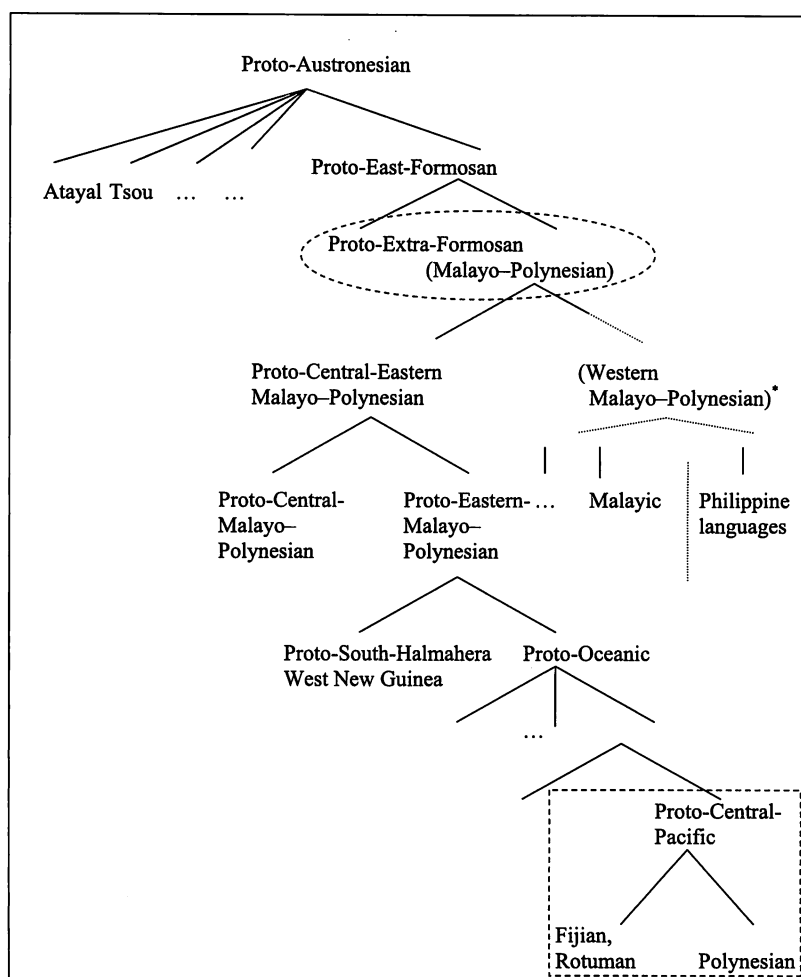 Proto-Austronesian
Proto-East-Formosan
Atayal Tsou … …
Proto-Extra-Formosan
(Malayo–Polynesian)
Proto-Central-Eastern
Malayo–Polynesian
(Western
Malayo–Polynesian)*
Proto-Central-
Malayo–
Polynesian
Proto-Eastern-
Malayo–
Polynesian
…
Malayic
Philippine
languages
Proto-South-Halmahera
West New Guinea
Proto-Oceanic
…
Proto-Central-
Pacific
Fijian,
Rotuman
Polynesian